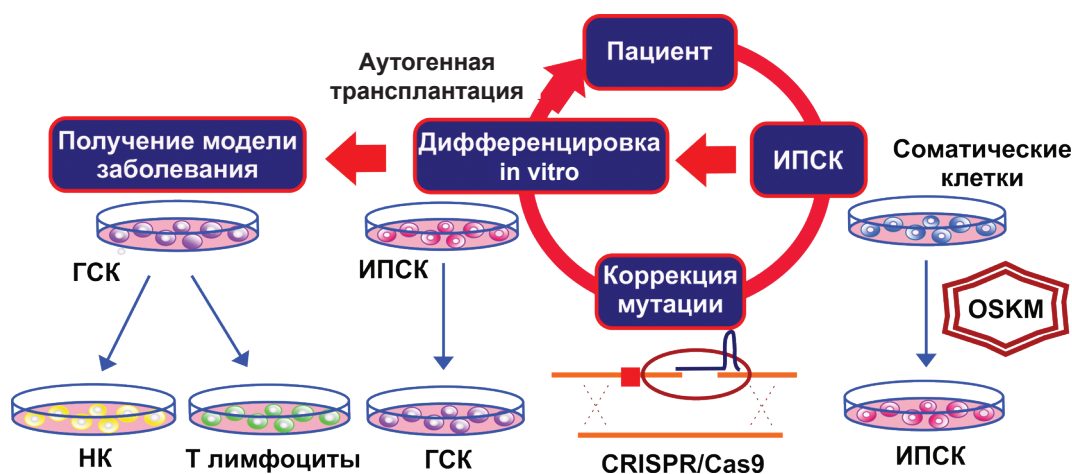 Пациент
Аутогенная
трансплантация
Получение модели
заболевания
Дифференцировка
in vitro
ИПСК
Соматические
клетки
ГСК
ИПСК
Коррекция
мутации
OSKM
НК
Т лимфоциты
ГСК
CRISPR/Cas9
ИПСК